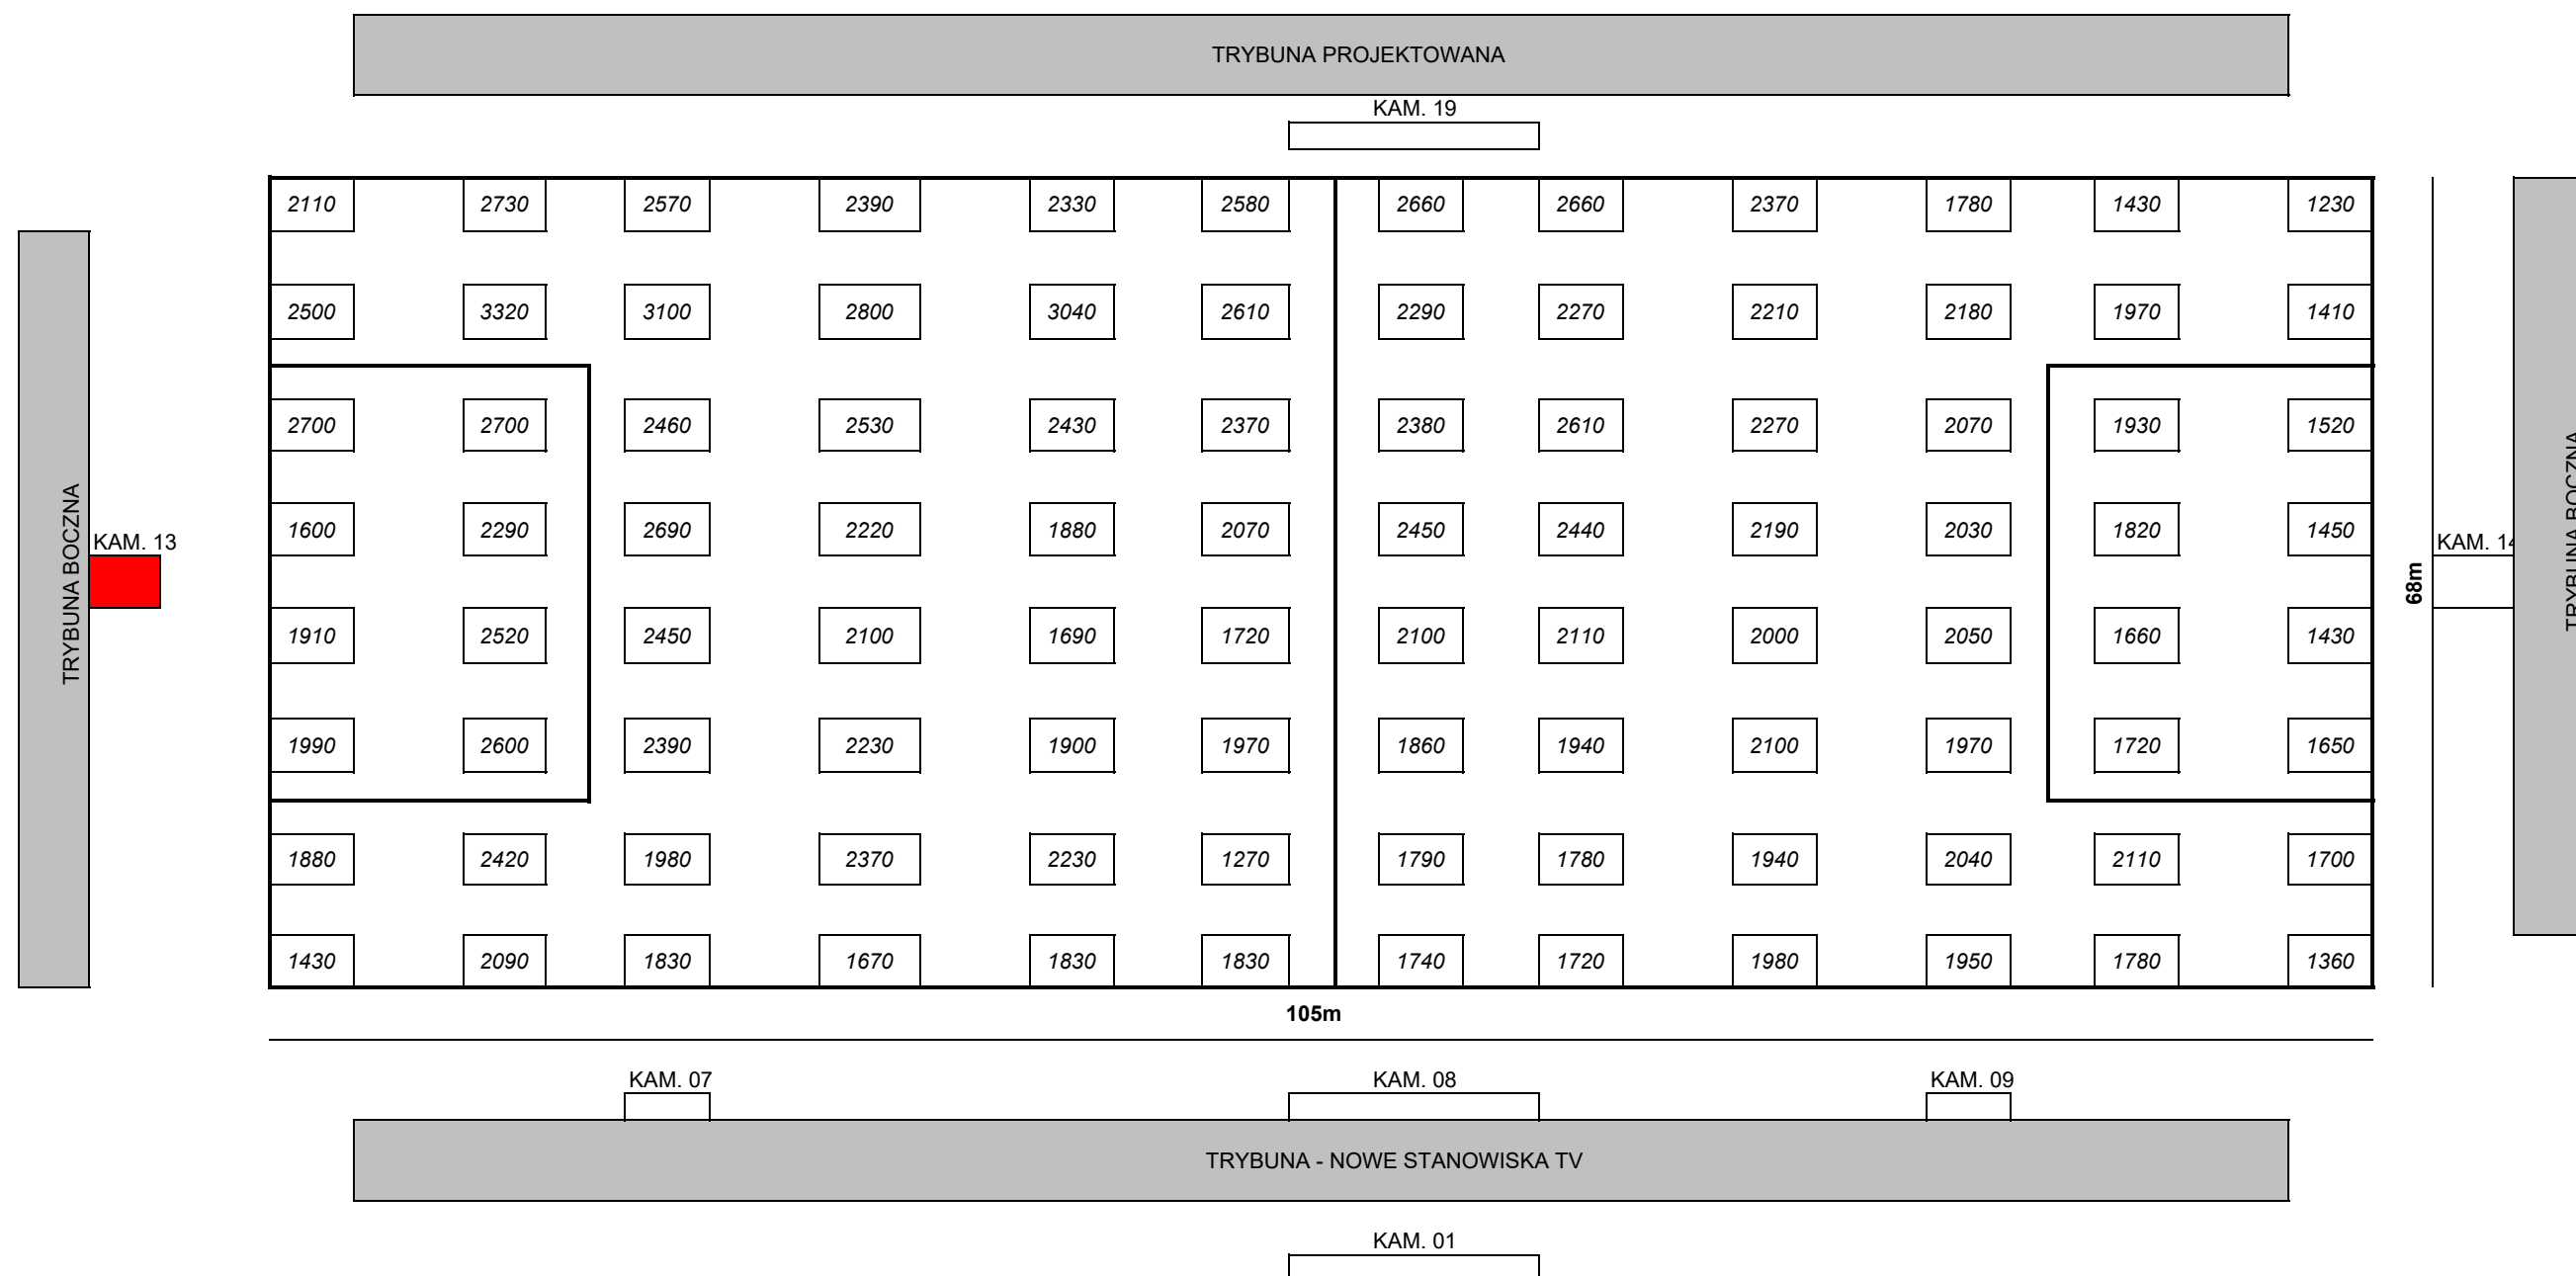 TRYBUNA PROJEKTOWANA
KAM. 19
2110 2730 2570 2390 2330 2580 2660 2660 2370 1780 1430 1230
2500 3320 3100 2800 3040 2610 2290 2270 2210 2180 1970 1410
2700 2700 2460 2530 2430 2370 2380 2610 2270 2070 1930 1520
1600 2290 2690 2220 1880 2070 2450 2440 2190 2030 1820 1450
TRYBUNA BOCZNA
KAM. 13
KAM. 14
68m
TRYBUNA BOCZNA
1910 2520 2450 2100 1690 1720 2100 2110 2000 2050 1660 1430
1990 2600 2390 2230 1900 1970 1860 1940 2100 1970 1720 1650
1880 2420 1980 2370 2230 1270 1790 1780 1940 2040 2110 1700
1430 2090 1830 1670 1830 1830 1740 1720 1980 1950 1780 1360
105m
KAM. 07 KAM. 08 KAM. 09
TRYBUNA - NOWE STANOWISKA TV
KAM. 01